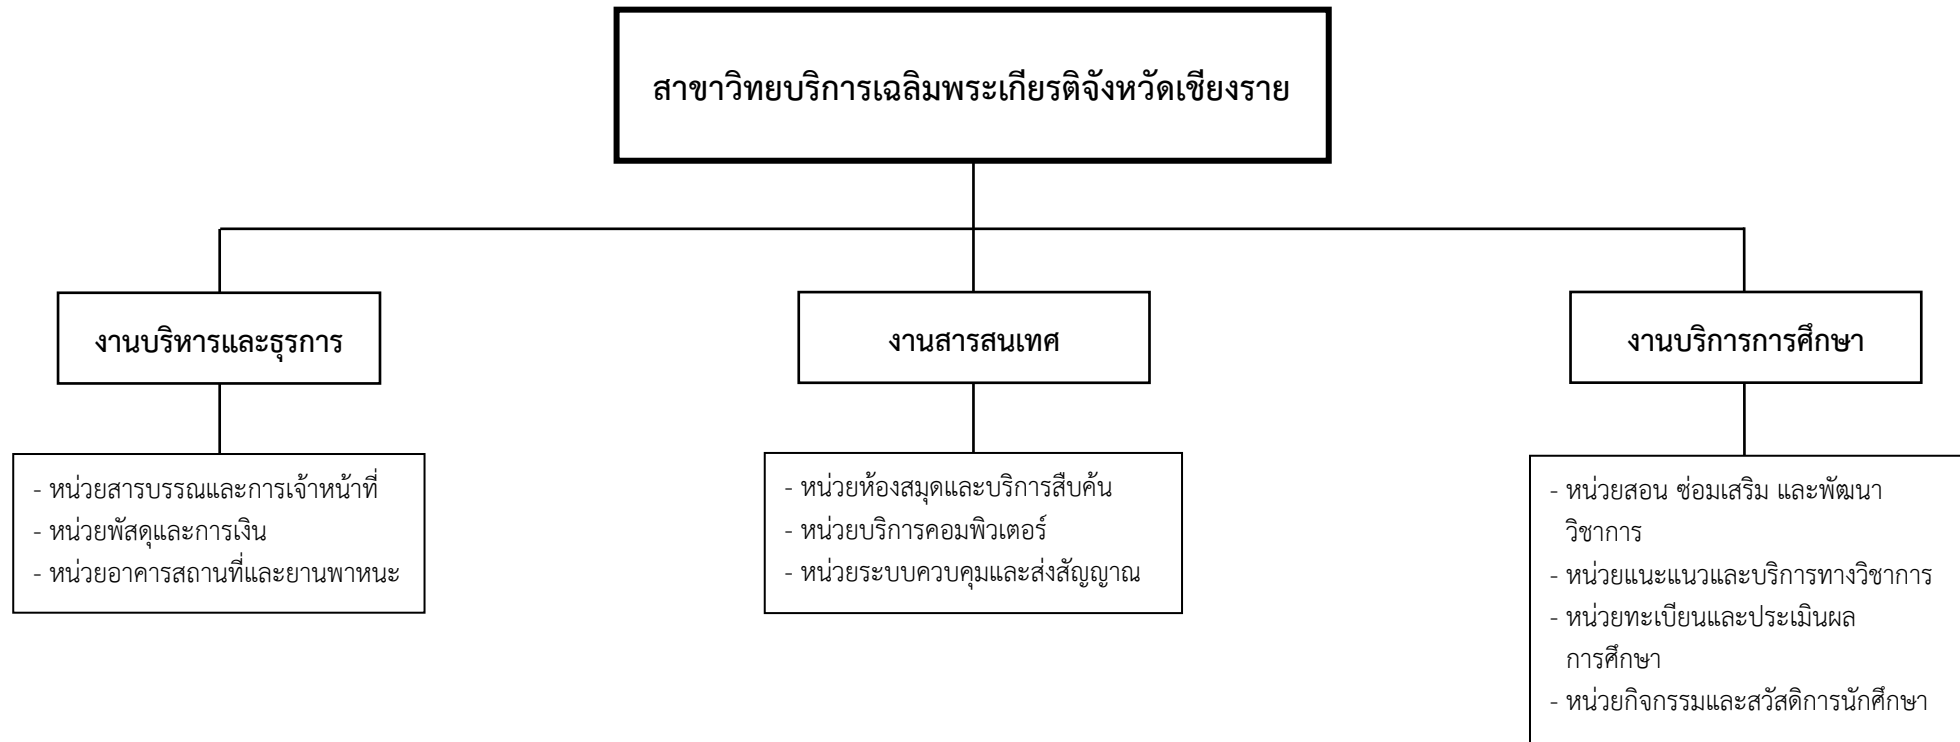 สาขาวิทยบริการเฉลิมพระเกียรติจังหวัดเชียงราย
งานบริหารและธุรการ
งานสารสนเทศ
งานบริการการศึกษา
- หน่วยสารบรรณและการเจ้าหน้าที่
- หน่วยพัสดุและการเงิน
- หน่วยอาคารสถานที่และยานพาหนะ
- หน่วยห้องสมุดและบริการสืบค้น
- หน่วยบริการคอมพิวเตอร์
- หน่วยระบบควบคุมและส่งสัญญาณ
- หน่วยสอน ซ่อมเสริม และพัฒนา
วิชาการ
- หน่วยแนะแนวและบริการทางวิชาการ
- หน่วยทะเบียนและประเมินผล
การศึกษา
- หน่วยกิจกรรมและสวัสดิการนักศึกษา